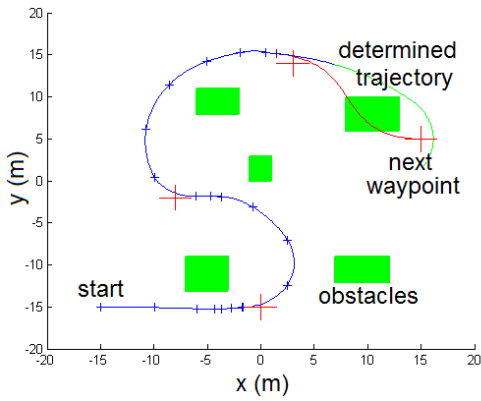 20
15
determined
trajectory
10
5
next
waypoint
y (m)
0
-5
-10
start
obstacles
-15
-20
-20 -15 -10 -5 0 5 10 15 20
x (m)